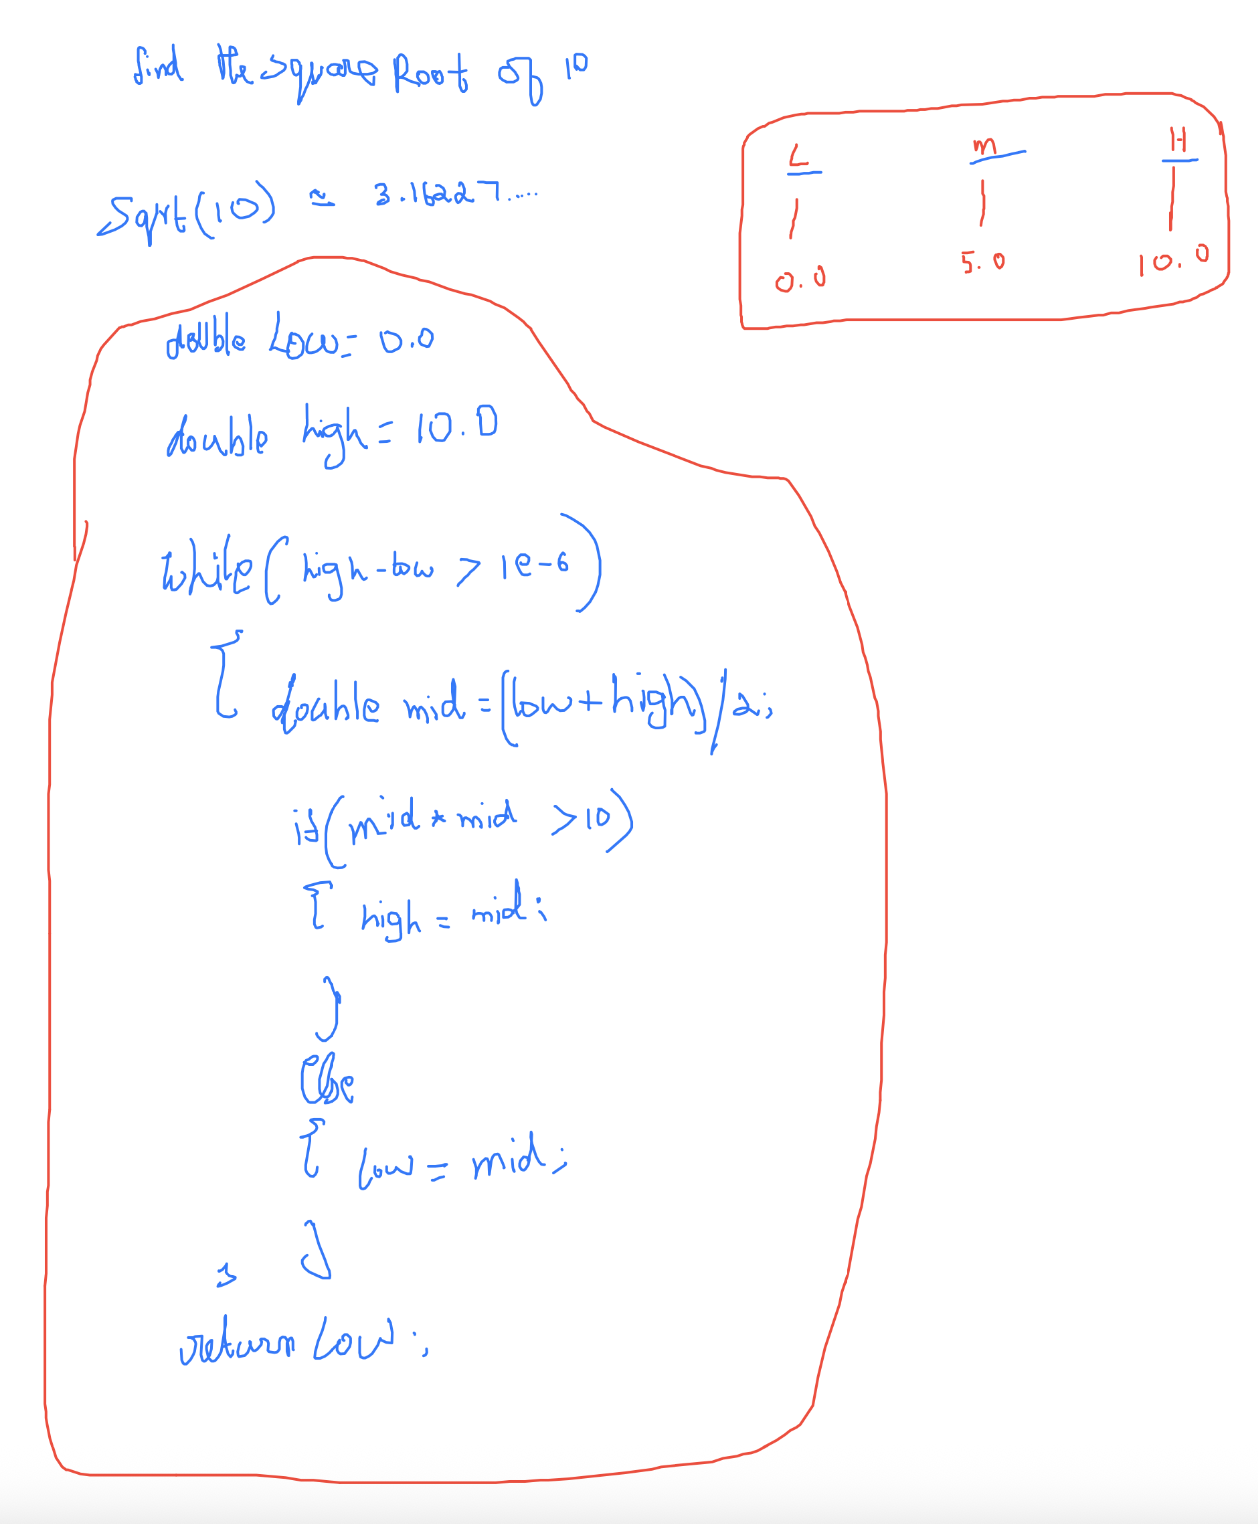 find the square Root of 10
Sqrt(10) ≈ 3.16227.....
L m H
0.0 5.0 10.0
double Low = 0.0
double high = 10.0
while( high-low > 1e-6)
{ double mid = (low+high)/2;
if(mid * mid >10)
{ high = mid;
}
else
{ low = mid;
}
}
return Low;